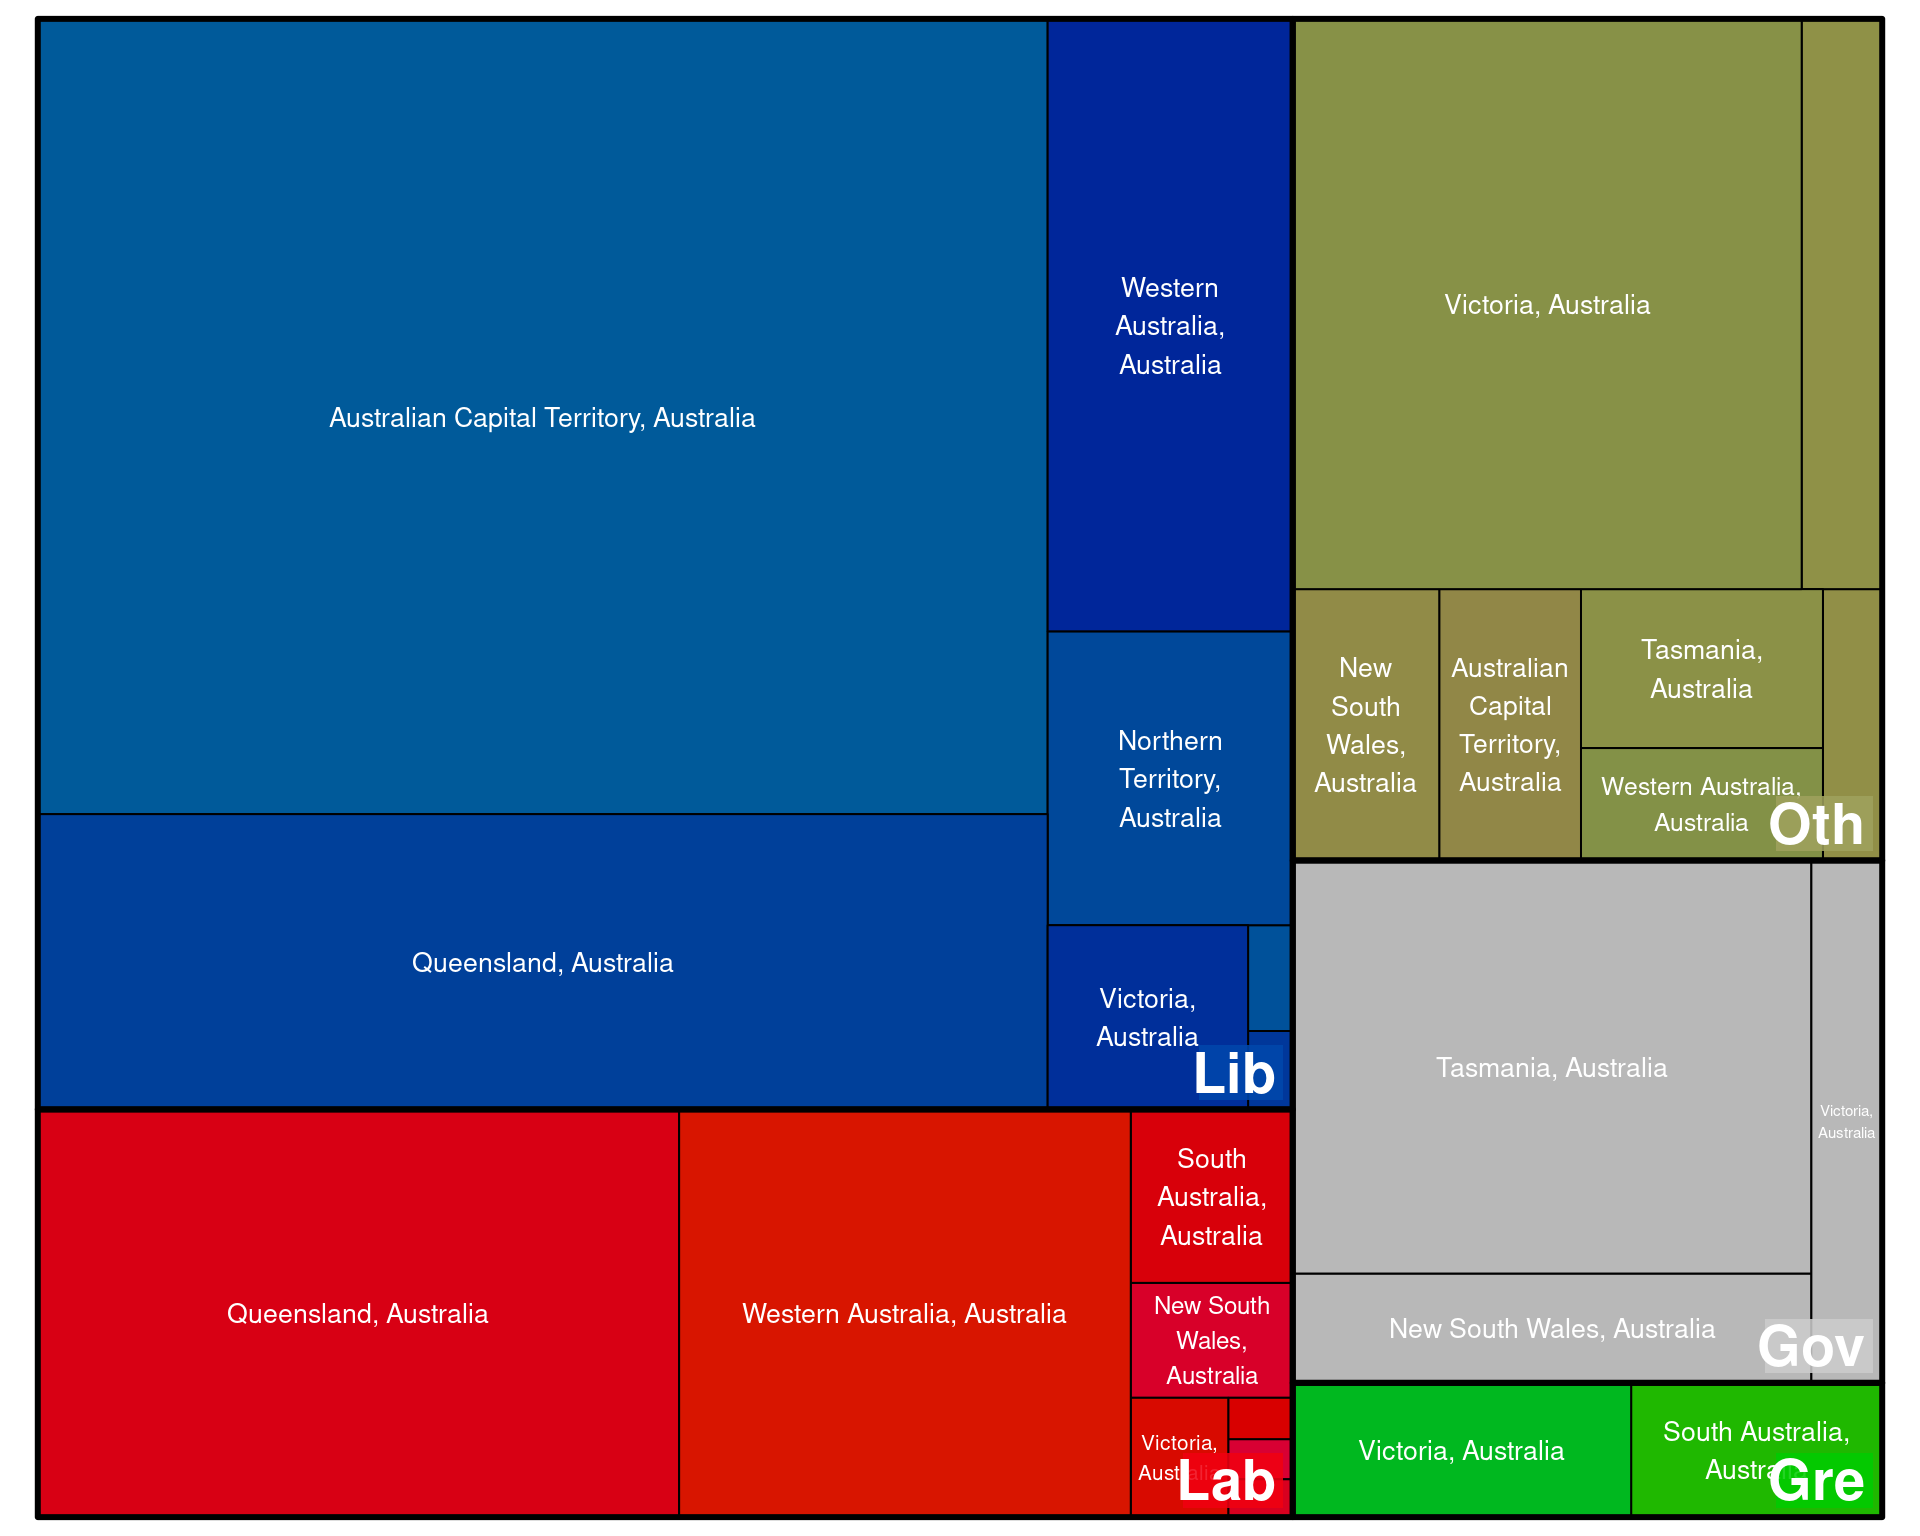 Australian Capital Territory, Australia
Western
Australia,
Australia
Northern
Territory,
Australia
Queensland, Australia
Victoria,
Australia
Lib
Victoria, Australia
New
South
Wales,
Australia
Australian
Capital
Territory,
Australia
Tasmania,
Australia
Western Australia,
Australia
Oth
Queensland, Australia
Western Australia, Australia
South
Australia,
Australia
New South
Wales,
Australia
Victoria,
Australia
Lab
Tasmania, Australia
Victoria,
Australia
New South Wales, Australia
Gov
Victoria, Australia
South Australia,
Australia
Gre